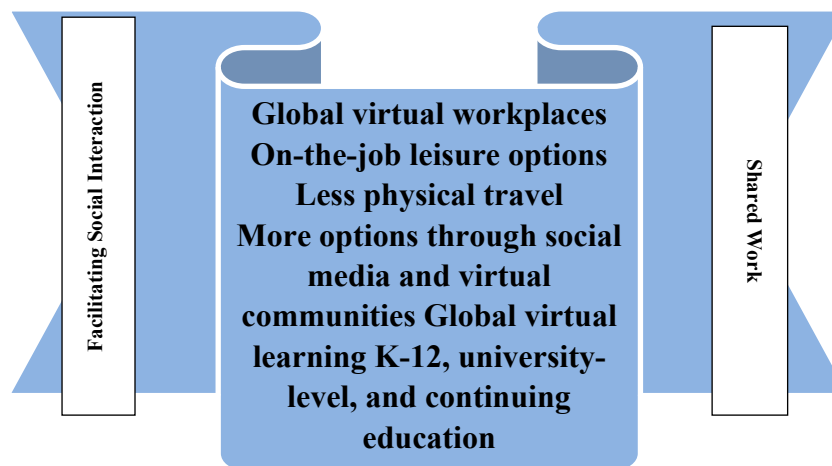 Facilitating Social Interaction
Global virtual workplaces
On-the-job leisure options
Less physical travel
More options through social
media and virtual
communities Global virtual
learning K-12, university-
level, and continuing
education
Shared Work